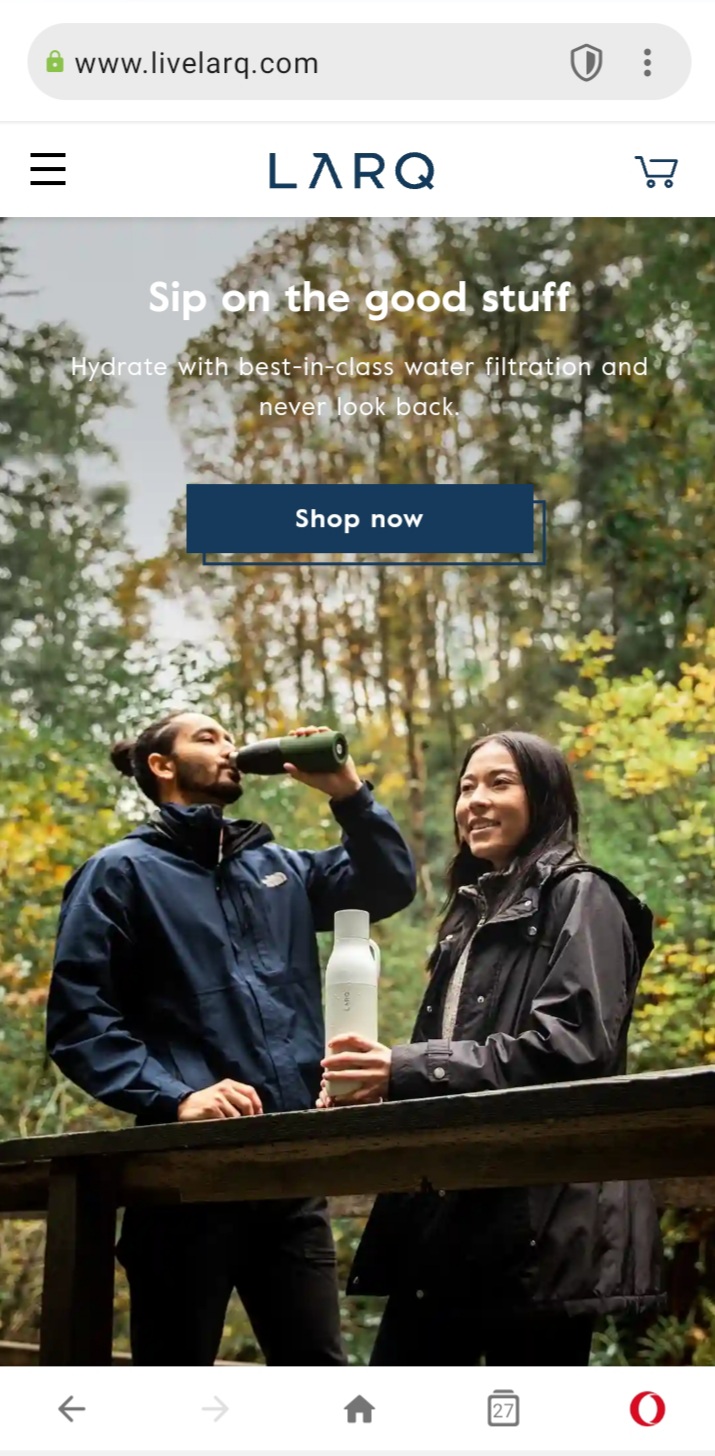 www.livelarq.com
LARQ
Sip on the good stuff
Hydrate with best-in-class water filtration and
never look back.
Shop now
LARQ
27